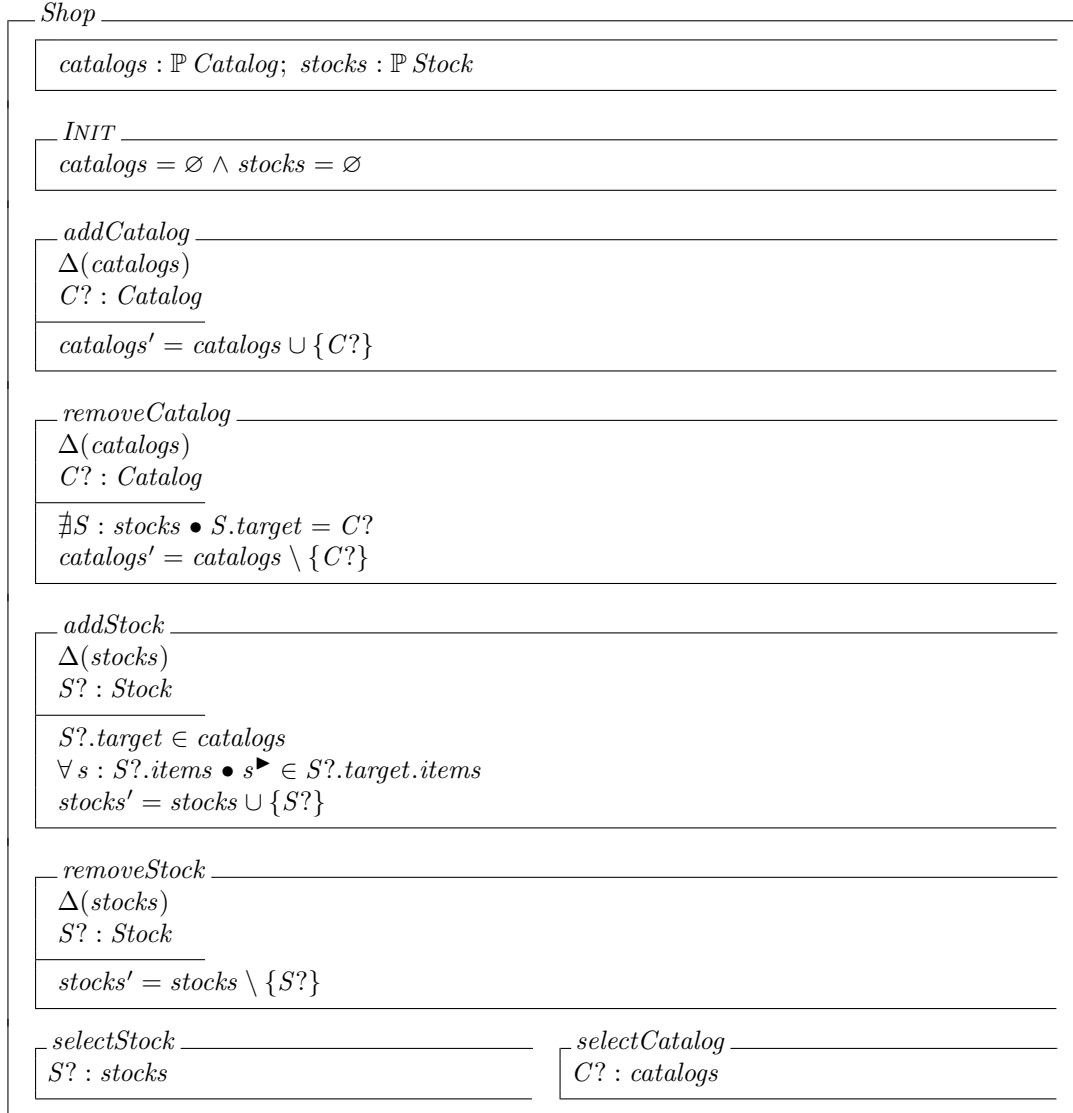 Shop
catalogs : ℙ Catalog; stocks : ℙ Stock
INIT
catalogs = ∅ ∧ stocks = ∅
addCatalog
Δ(catalogs)
C? : Catalog
catalogs′ = catalogs ∪ {C?}
removeCatalog
Δ(catalogs)
C? : Catalog
∄S : stocks • S.target = C?
catalogs′ = catalogs \ {C?}
addStock
Δ(stocks)
S? : Stock
S?.target ∈ catalogs
∀ s : S?.items • s▶ ∈ S?.target.items
stocks′ = stocks ∪ {S?}
removeStock
Δ(stocks)
S? : Stock
stocks′ = stocks \ {S?}
selectStock
S? : stocks
selectCatalog
C? : catalogs